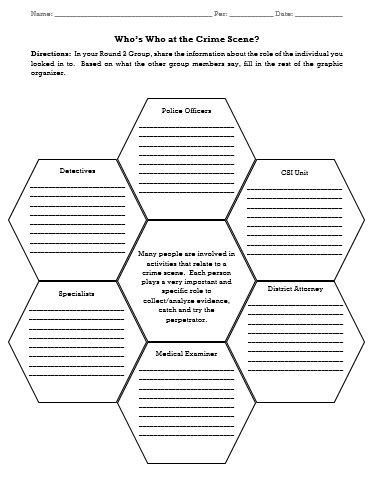 Name: ________________________________________ Per: ___________ Date: ____________
Who's Who at the Crime Scene?
Directions: In your Round 2 Group, share the information about the role of the individual you
looked in to. Based on what the other group members say, fill in the rest of the graphic
organizer.
Police Officers
Detectives
CSI Unit
Many people are involved in
activities that relate to a
crime scene. Each person
plays a very important and
specific role to
collect/analyze evidence,
catch and try the
perpetrator.
Specialists
District Attorney
Medical Examiner